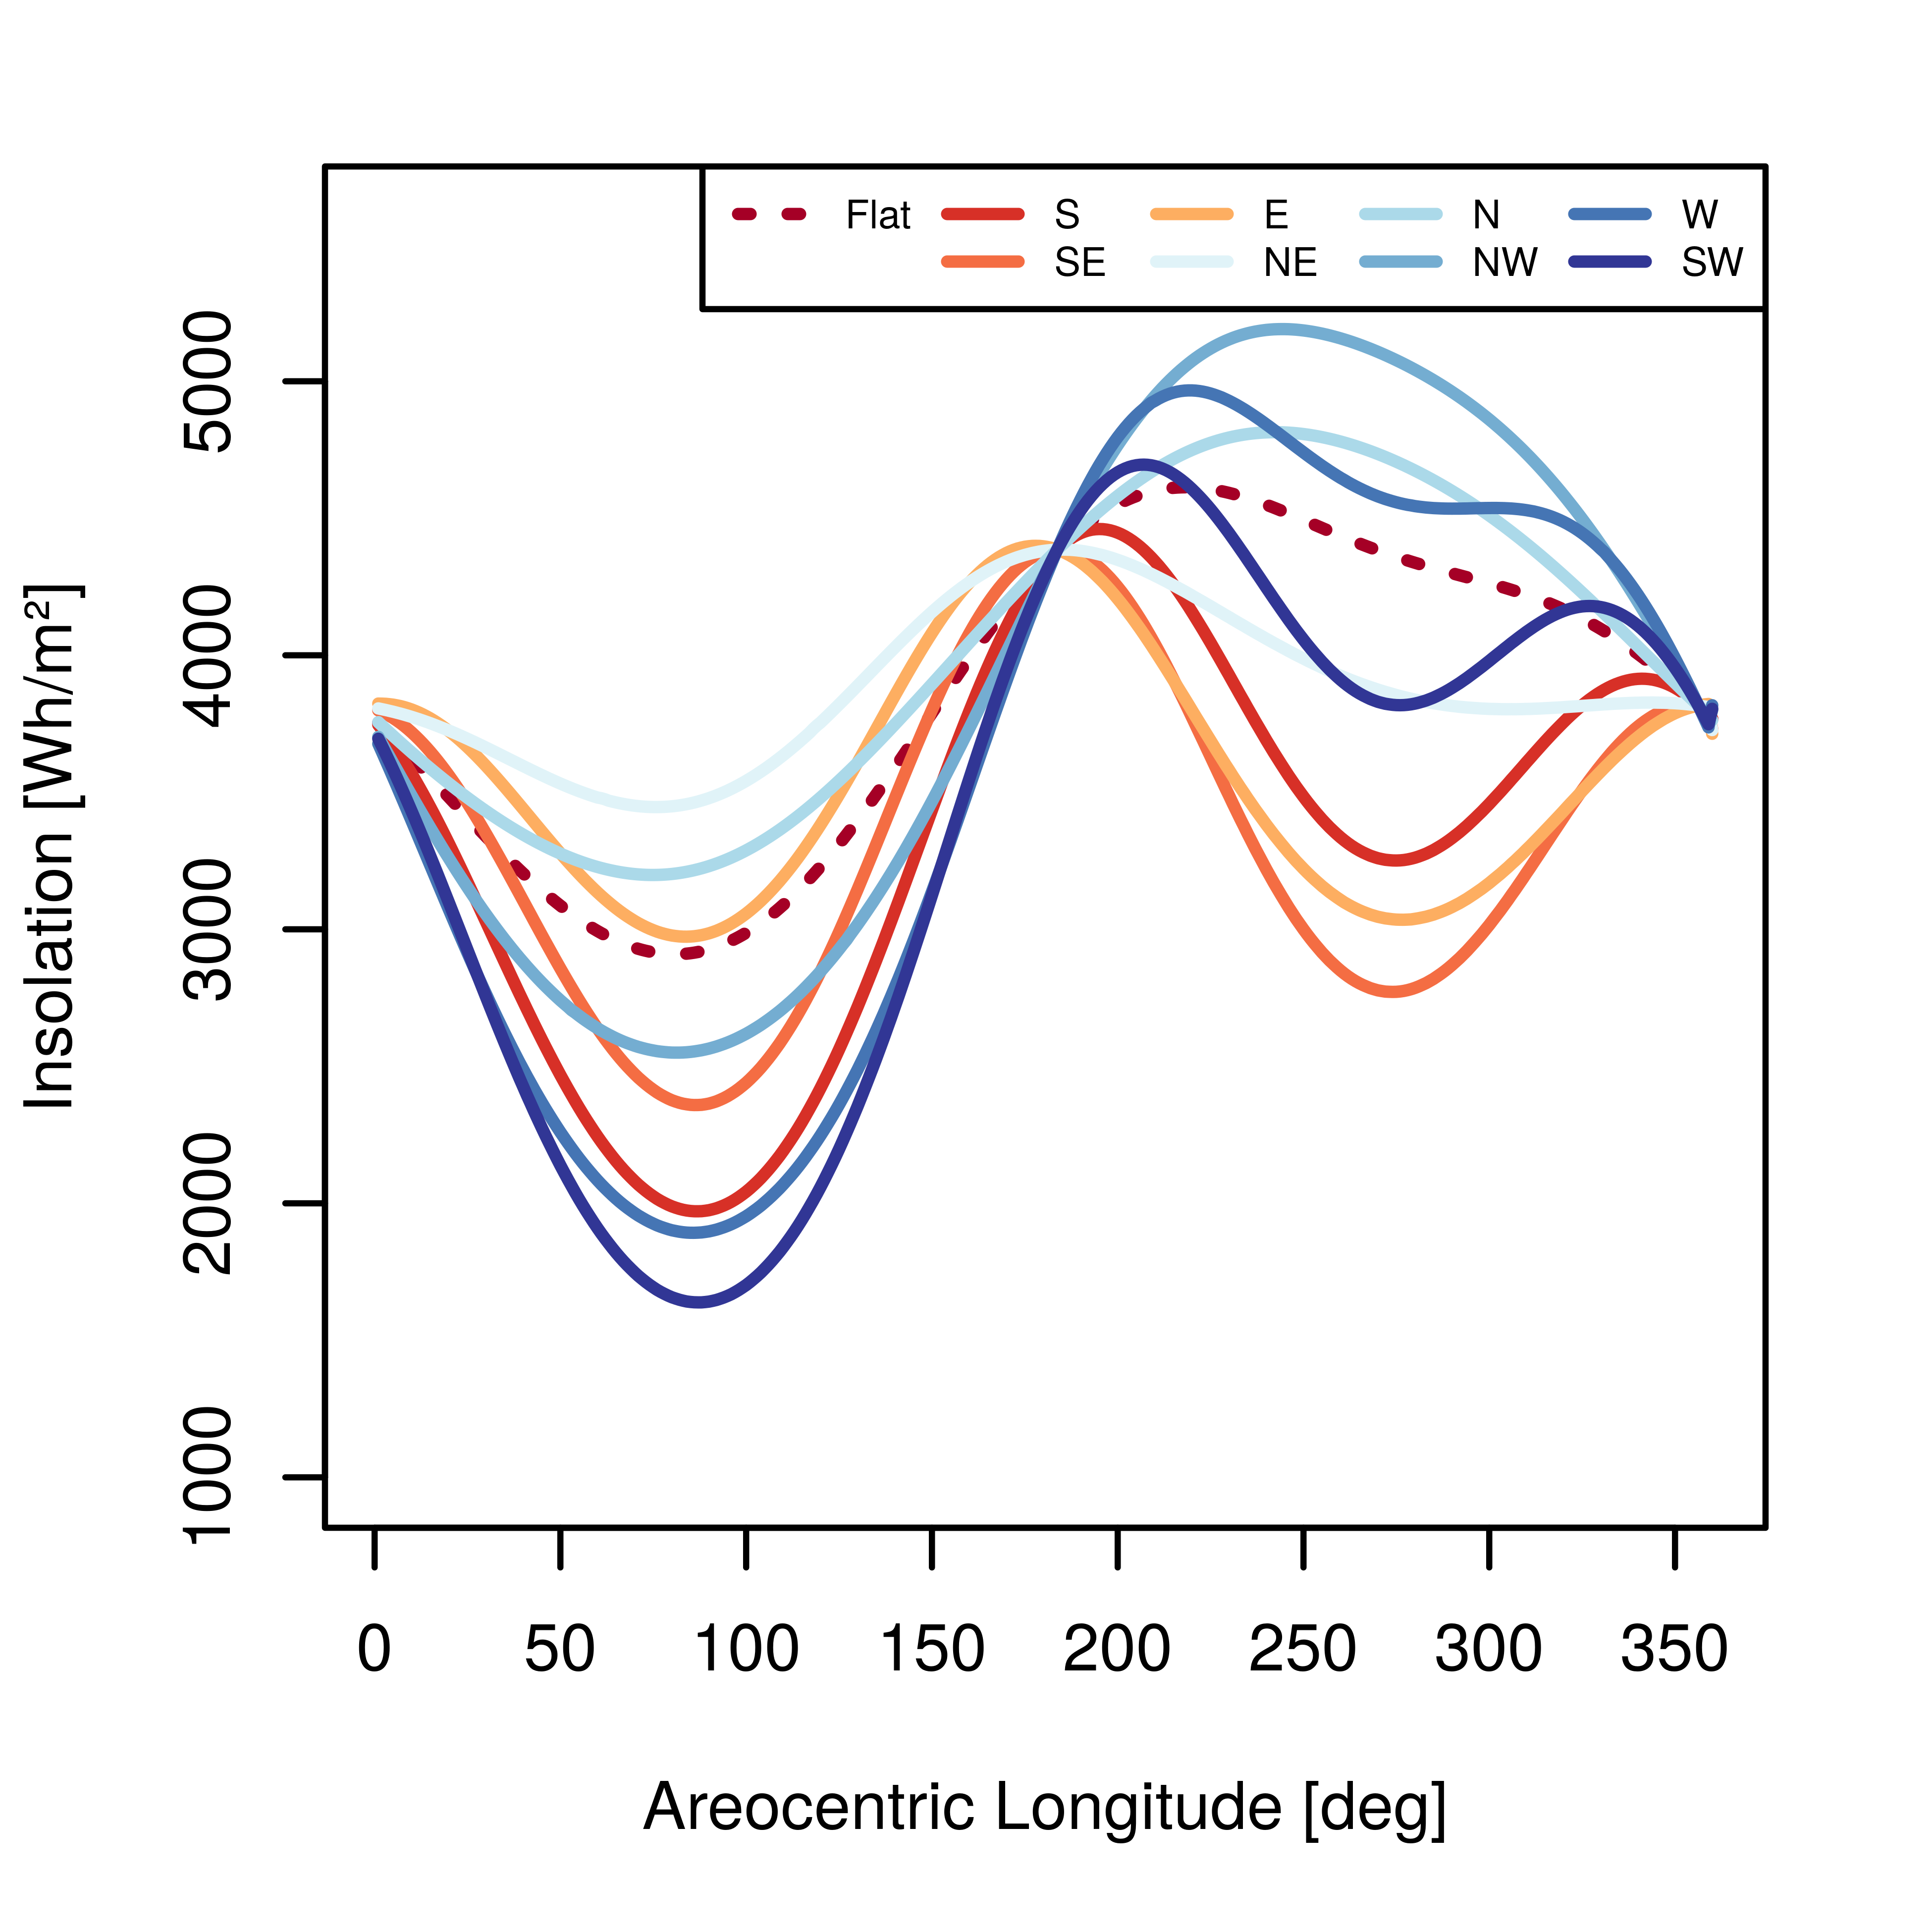 Flat S E N W
SE NE NW SW
5000
4000
3000
2000
1000
Insolation [Wh/m²]
0 50 100 150 200 250 300 350
Areocentric Longitude [deg]